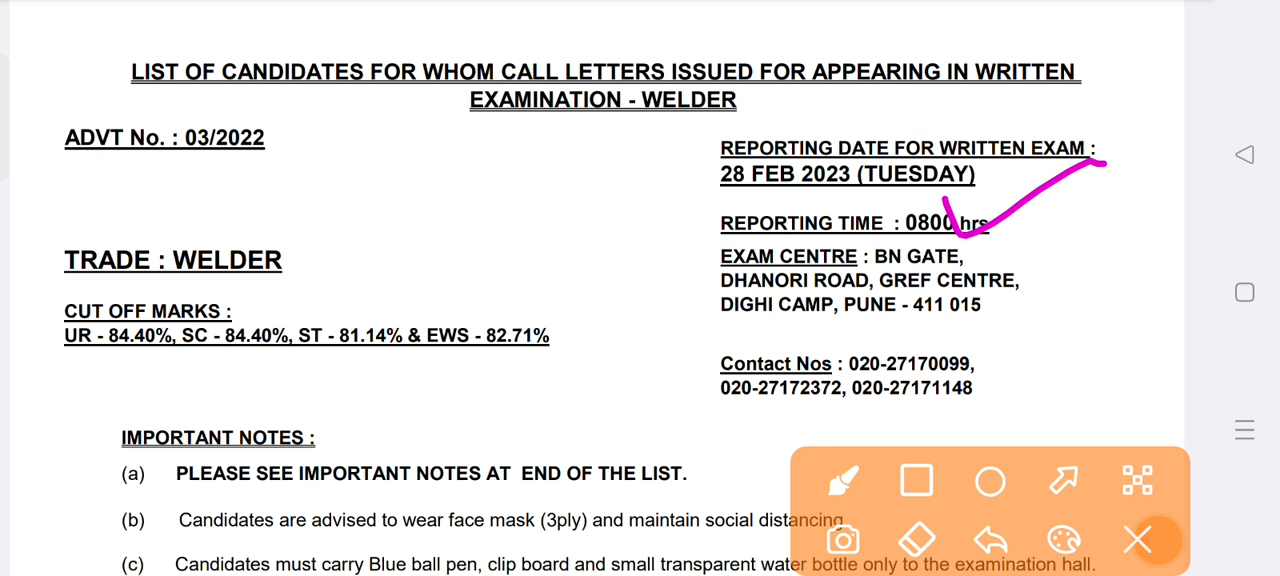 LIST OF CANDIDATES FOR WHOM CALL LETTERS ISSUED FOR APPEARING IN WRITTEN
EXAMINATION - WELDER
ADVT No. : 03/2022
REPORTING DATE FOR WRITTEN EXAM :
28 FEB 2023 (TUESDAY)
REPORTING TIME : 0800 hrs
TRADE : WELDER
EXAM CENTRE : BN GATE,
DHANORI ROAD, GREF CENTRE,
DIGHI CAMP, PUNE - 411 015
CUT OFF MARKS :
UR - 84.40%, SC - 84.40%, ST - 81.14% & EWS - 82.71%
Contact Nos : 020-27170099,
020-27172372, 020-27171148
IMPORTANT NOTES :
(a) PLEASE SEE IMPORTANT NOTES AT END OF THE LIST.
(b) Candidates are advised to wear face mask (3ply) and maintain social distancing
(c) Candidates must carry Blue ball pen, clip board and small transparent water bottle only to the examination hall.